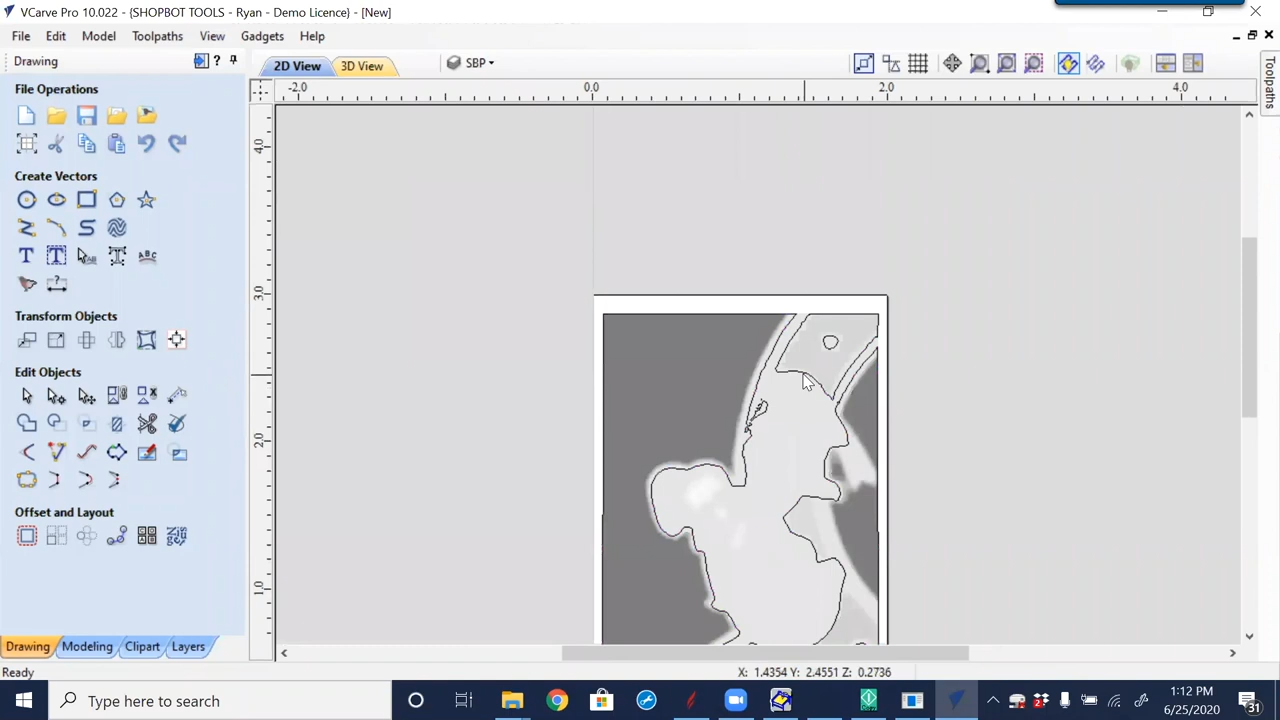 VCarve Pro 10.022 - {SHOPBOT TOOLS - Ryan - Demo Licence} - [New]
File Edit Model Toolpaths View Gadgets Help
Drawing
2D View 3D View
SBP
Toolpaths
File Operations
-2.0 0.0 2.0 4.0
4.0
3.0
2.0
1.0
Create Vectors
Transform Objects
Edit Objects
Offset and Layout
Drawing Modeling Clipart Layers
Ready
X: 1.4354 Y: 2.4551 Z: 0.2736
Type here to search
1:12 PM
6/25/2020
31